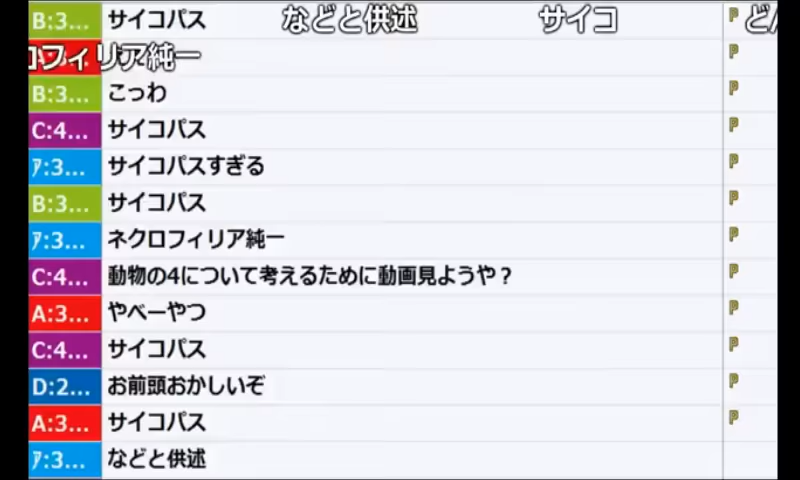 B:3... サイコパス などと供述 サイコ P
ロフィリア純一 P
B:3... こっわ P
C:4... サイコパス P
ｱ:3... サイコパスすぎる P
B:3... サイコパス P
ｱ:3... ネクロフィリア純一 P
C:4... 動物の4について考えるために動画見ようや？ P
A:3... やべーやつ P
C:4... サイコパス P
D:2... お前頭おかしいぞ P
A:3... サイコパス P
ｱ:3... などと供述